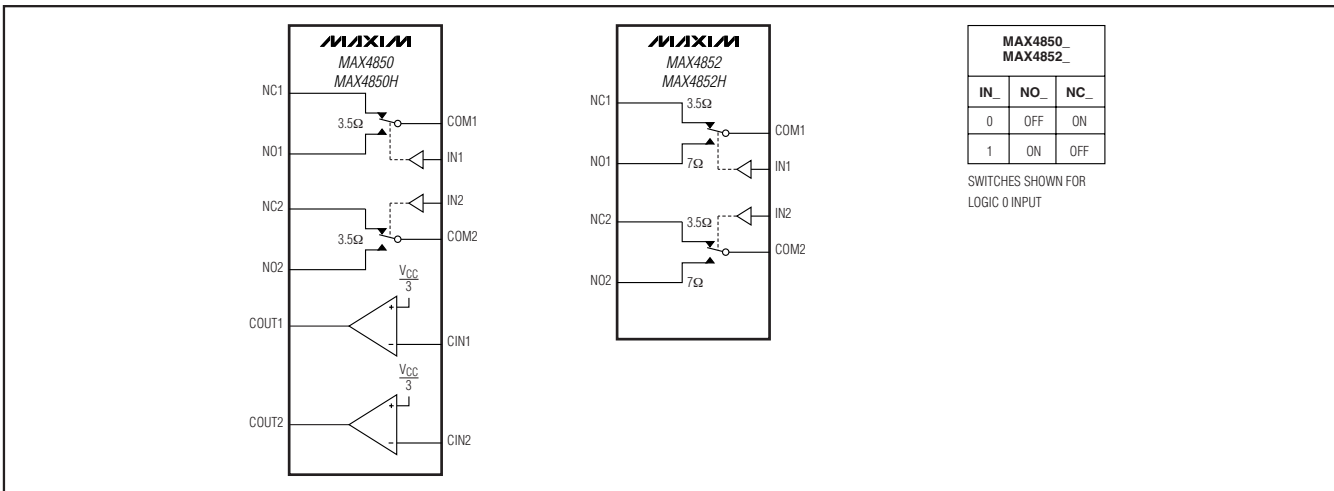 MAXIM
MAX4850
MAX4850H
NC1
3.5Ω
COM1
NO1
IN1
NC2
IN2
3.5Ω
COM2
NO2
VCC
3
+
COUT1
−
CIN1
VCC
3
+
COUT2
−
CIN2
MAXIM
MAX4852
MAX4852H
NC1
3.5Ω
COM1
NO1
7Ω
IN1
NC2
3.5Ω
IN2
COM2
NO2
7Ω
MAX4850_
MAX4852_
IN_ NO_ NC_
0 OFF ON
1 ON OFF
SWITCHES SHOWN FOR
LOGIC 0 INPUT